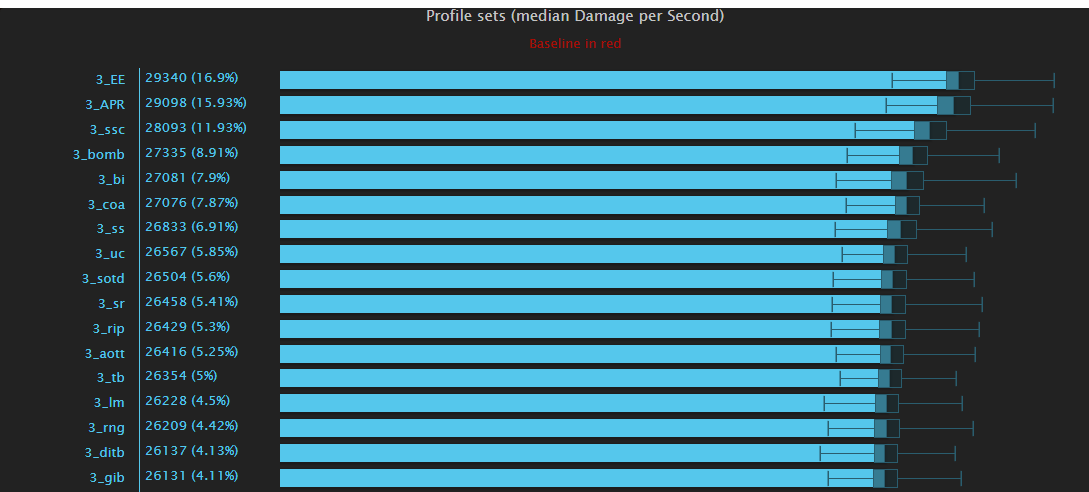 Profile sets (median Damage per Second)
Baseline in red
3_EE 29340 (16.9%)
3_APR 29098 (15.93%)
3_ssc 28093 (11.93%)
3_bomb 27335 (8.91%)
3_bi 27081 (7.9%)
3_coa 27076 (7.87%)
3_ss 26833 (6.91%)
3_uc 26567 (5.85%)
3_sotd 26504 (5.6%)
3_sr 26458 (5.41%)
3_rip 26429 (5.3%)
3_aott 26416 (5.25%)
3_tb 26354 (5%)
3_lm 26228 (4.5%)
3_rng 26209 (4.42%)
3_ditb 26137 (4.13%)
3_gib 26131 (4.11%)